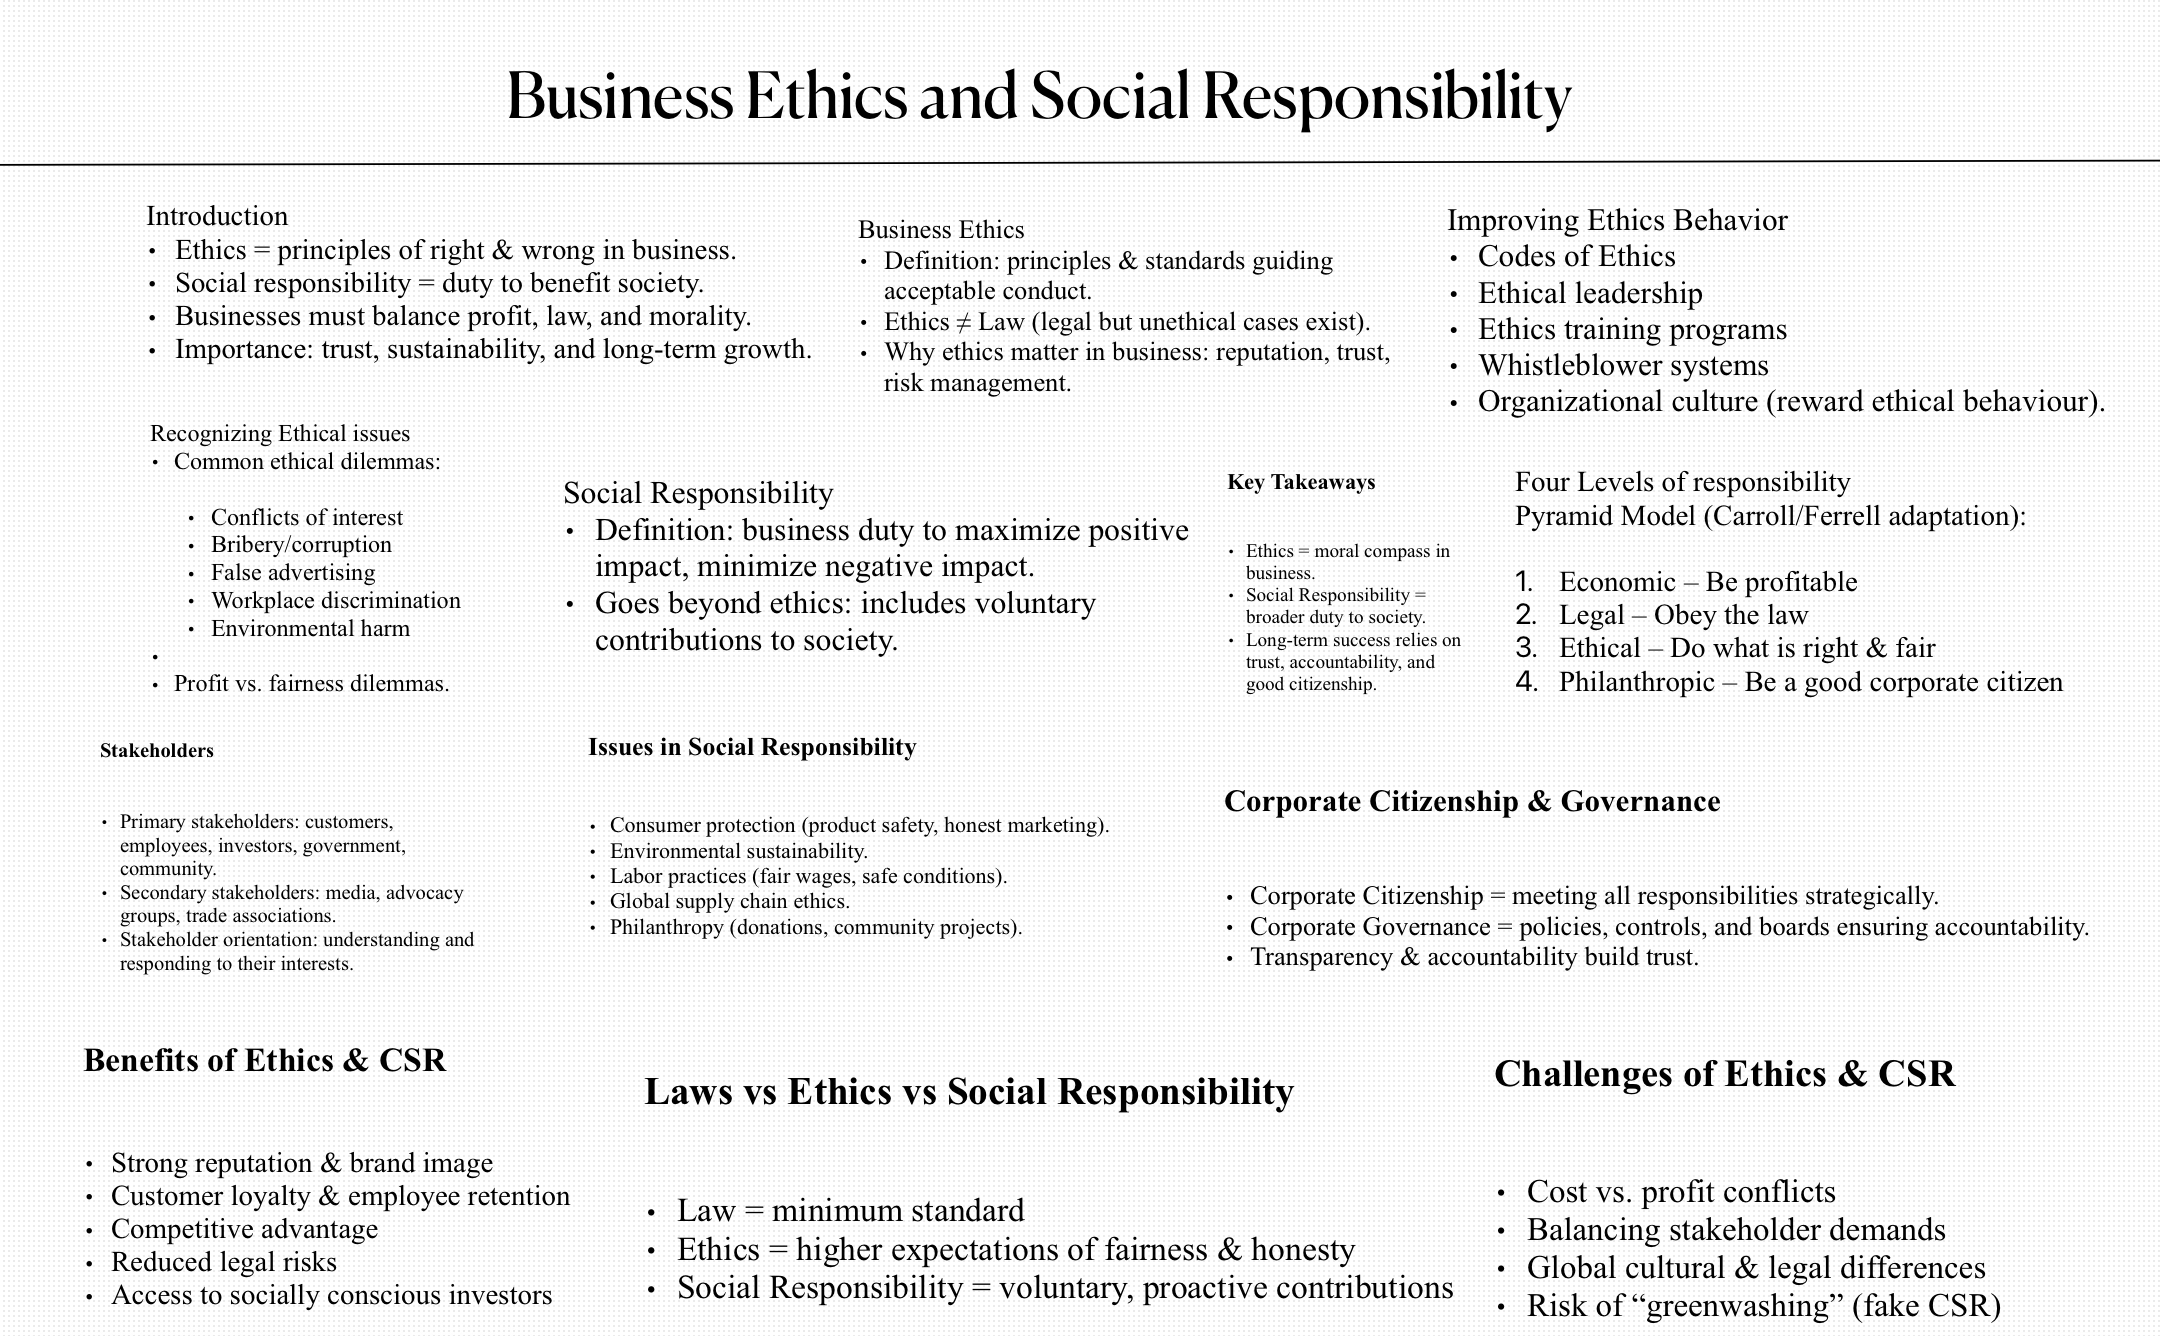 Business Ethics and Social Responsibility
Introduction
• Ethics = principles of right & wrong in business.
• Social responsibility = duty to benefit society.
• Businesses must balance profit, law, and morality.
• Importance: trust, sustainability, and long-term growth.
Business Ethics
• Definition: principles & standards guiding
acceptable conduct.
• Ethics ≠ Law (legal but unethical cases exist).
• Why ethics matter in business: reputation, trust,
risk management.
Improving Ethics Behavior
• Codes of Ethics
• Ethical leadership
• Ethics training programs
• Whistleblower systems
• Organizational culture (reward ethical behaviour).
Recognizing Ethical issues
• Common ethical dilemmas:
• Conflicts of interest
• Bribery/corruption
• False advertising
• Workplace discrimination
• Environmental harm
•
• Profit vs. fairness dilemmas.
Social Responsibility
• Definition: business duty to maximize positive
impact, minimize negative impact.
• Goes beyond ethics: includes voluntary
contributions to society.
Key Takeaways
• Ethics = moral compass in
business.
• Social Responsibility =
broader duty to society.
• Long-term success relies on
trust, accountability, and
good citizenship.
Four Levels of responsibility
Pyramid Model (Carroll/Ferrell adaptation):
1. Economic – Be profitable
2. Legal – Obey the law
3. Ethical – Do what is right & fair
4. Philanthropic – Be a good corporate citizen
Stakeholders
• Primary stakeholders: customers,
employees, investors, government,
community.
• Secondary stakeholders: media, advocacy
groups, trade associations.
• Stakeholder orientation: understanding and
responding to their interests.
Issues in Social Responsibility
• Consumer protection (product safety, honest marketing).
• Environmental sustainability.
• Labor practices (fair wages, safe conditions).
• Global supply chain ethics.
• Philanthropy (donations, community projects).
Corporate Citizenship & Governance
• Corporate Citizenship = meeting all responsibilities strategically.
• Corporate Governance = policies, controls, and boards ensuring accountability.
• Transparency & accountability build trust.
Benefits of Ethics & CSR
• Strong reputation & brand image
• Customer loyalty & employee retention
• Competitive advantage
• Reduced legal risks
• Access to socially conscious investors
Laws vs Ethics vs Social Responsibility
• Law = minimum standard
• Ethics = higher expectations of fairness & honesty
• Social Responsibility = voluntary, proactive contributions
Challenges of Ethics & CSR
• Cost vs. profit conflicts
• Balancing stakeholder demands
• Global cultural & legal differences
• Risk of “greenwashing” (fake CSR)